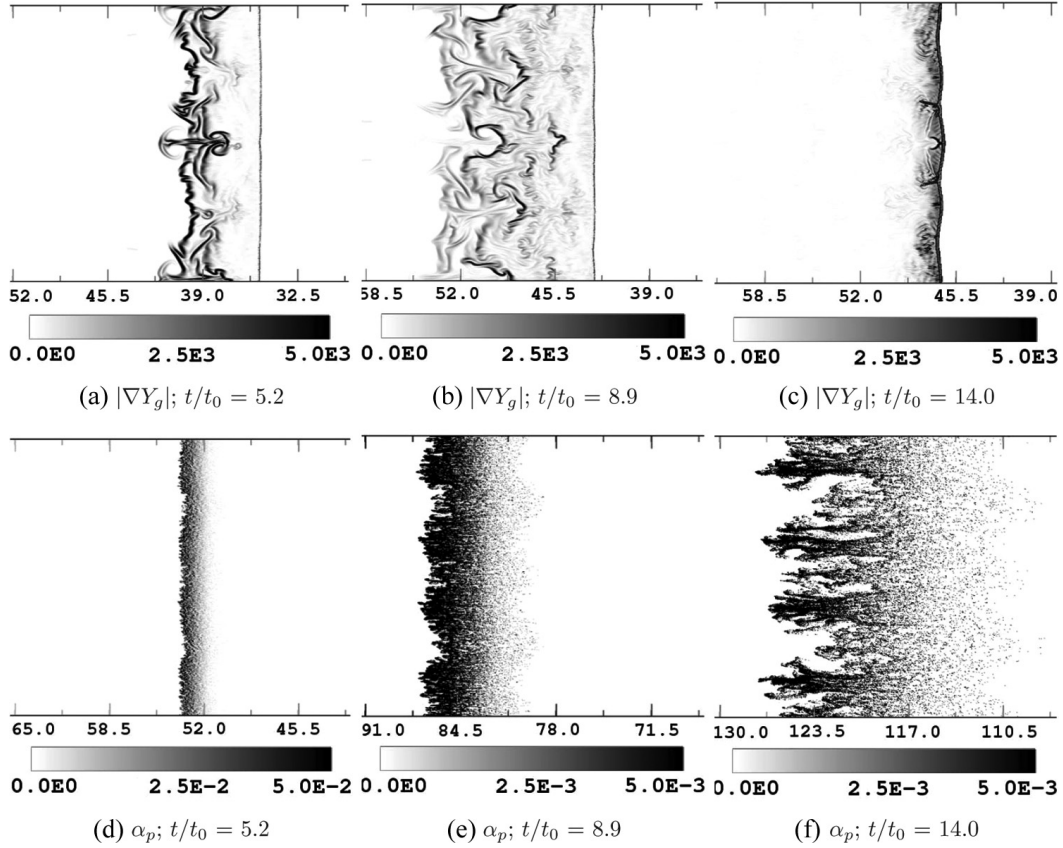 52.0 45.5 39.0 32.5
58.5 52.0 45.5 39.0
58.5 52.0 45.5 39.0
0.0E0 2.5E3 5.0E3
0.0E0 2.5E3 5.0E3
0.0E0 2.5E3 5.0E3
(a) |∇Y_g|; t/t_0 = 5.2
(b) |∇Y_g|; t/t_0 = 8.9
(c) |∇Y_g|; t/t_0 = 14.0
65.0 58.5 52.0 45.5
91.0 84.5 78.0 71.5
130.0 123.5 117.0 110.5
0.0E0 2.5E-2 5.0E-2
0.0E0 2.5E-3 5.0E-3
0.0E0 2.5E-3 5.0E-3
(d) α_p; t/t_0 = 5.2
(e) α_p; t/t_0 = 8.9
(f) α_p; t/t_0 = 14.0